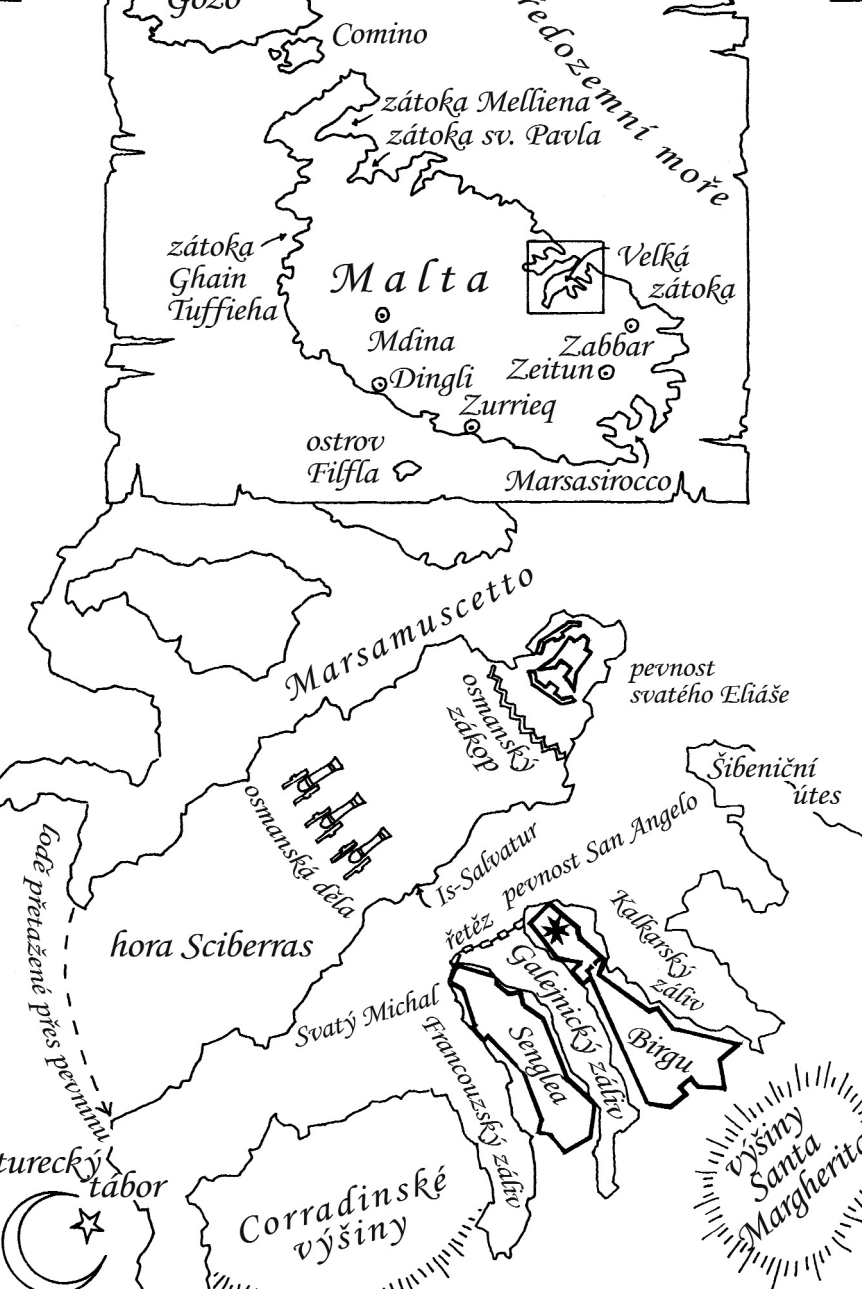 Gozo
Comino
Středozemní moře
zátoka Melliena
zátoka sv. Pavla
zátoka
Ghain
Tuffieha
Malta
Velká
zátoka
Mdina
Zabbar
Dingli
Zeitun
Zurrieq
ostrov
Filfla
Marsasirocco
Marsamuscetto
pevnost
svatého Eliáše
osmanský
zákop
Šibeniční
útes
osmanská děla
Is-Salvatur
pevnost San Angelo
lodě přetažené přes pevninu
hora Sciberras
řetěz
Kalkarský
záliv
Galejnický záliv
Svatý Michal
Francouzský záliv
Senglea
Birgu
turecký
tábor
Corradinské
výšiny
výšiny
Santa
Margherita